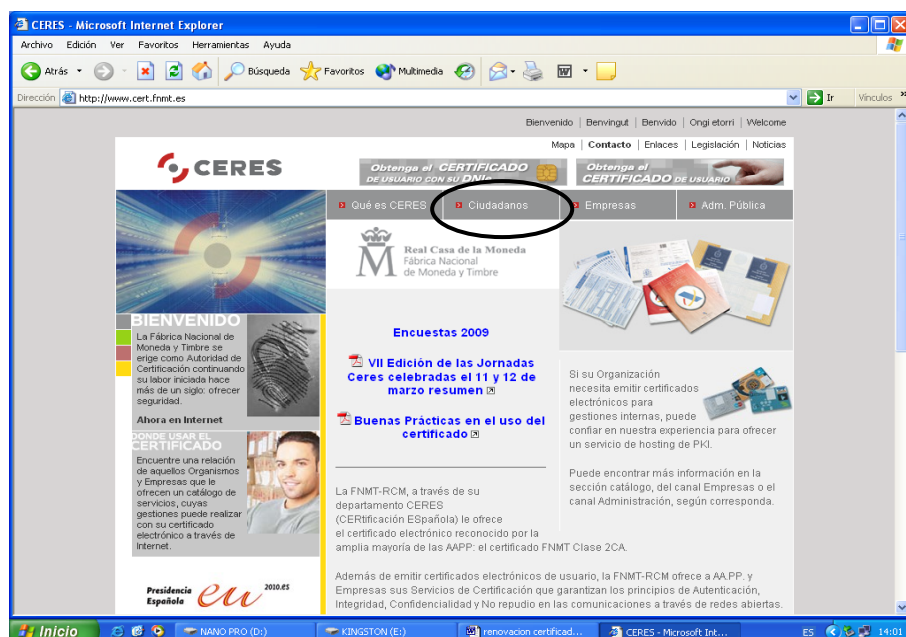 CERES - Microsoft Internet Explorer
Archivo Edición Ver Favoritos Herramientas Ayuda
Atrás Búsqueda Favoritos Multimedia
Dirección http://www.cert.fnmt.es Ir Vínculos »
Bienvenido | Benvingut | Benvido | Ongi etorri | Welcome
Mapa | Contacto | Enlaces | Legislación | Noticias
CERES
Obtenga el CERTIFICADO
DE USUARIO CON SU DNIe
Obtenga el
CERTIFICADO DE USUARIO
Qué es CERES
Ciudadanos
Empresas
Adm. Pública
Real Casa de la Moneda
Fábrica Nacional
de Moneda y Timbre
BIENVENIDO
La Fábrica Nacional de
Moneda y Timbre se
erige como Autoridad de
Certificación continuando
su labor iniciada hace
más de un siglo: ofrecer
seguridad.
Ahora en Internet
DONDE USAR EL
CERTIFICADO
Encuentre una relación
de aquellos Organismos
y Empresas que le
ofrecen un catálogo de
servicios, cuyas
gestiones puede realizar
con su certificado
electrónico a través de
Internet.
Presidencia
Española
eu 2010.es
Encuestas 2009
VII Edición de las Jornadas
Ceres celebradas el 11 y 12 de
marzo resumen
Buenas Prácticas en el uso del
certificado
La FNMT-RCM, a través de su
departamento CERES
(CERtificación ESpañola) le ofrece
el certificado electrónico reconocido por la
amplia mayoría de las AAPP: el certificado FNMT Clase 2CA.
Además de emitir certificados electrónicos de usuario, la FNMT-RCM ofrece a AA.PP. y
Empresas sus Servicios de Certificación que garantizan los principios de Autenticación,
Integridad, Confidencialidad y No repudio en las comunicaciones a través de redes abiertas.
Si su Organización
necesita emitir certificados
electrónicos para
gestiones internas, puede
confiar en nuestra experiencia para ofrecer
un servicio de hosting de PKI.
Puede encontrar más información en la
sección catálogo, del canal Empresas o el
canal Administración, según corresponda.
Inicio NANO PRO (D:) KINGSTON (E:) renovacion certificad... CERES - Microsoft Int... ES 14:01